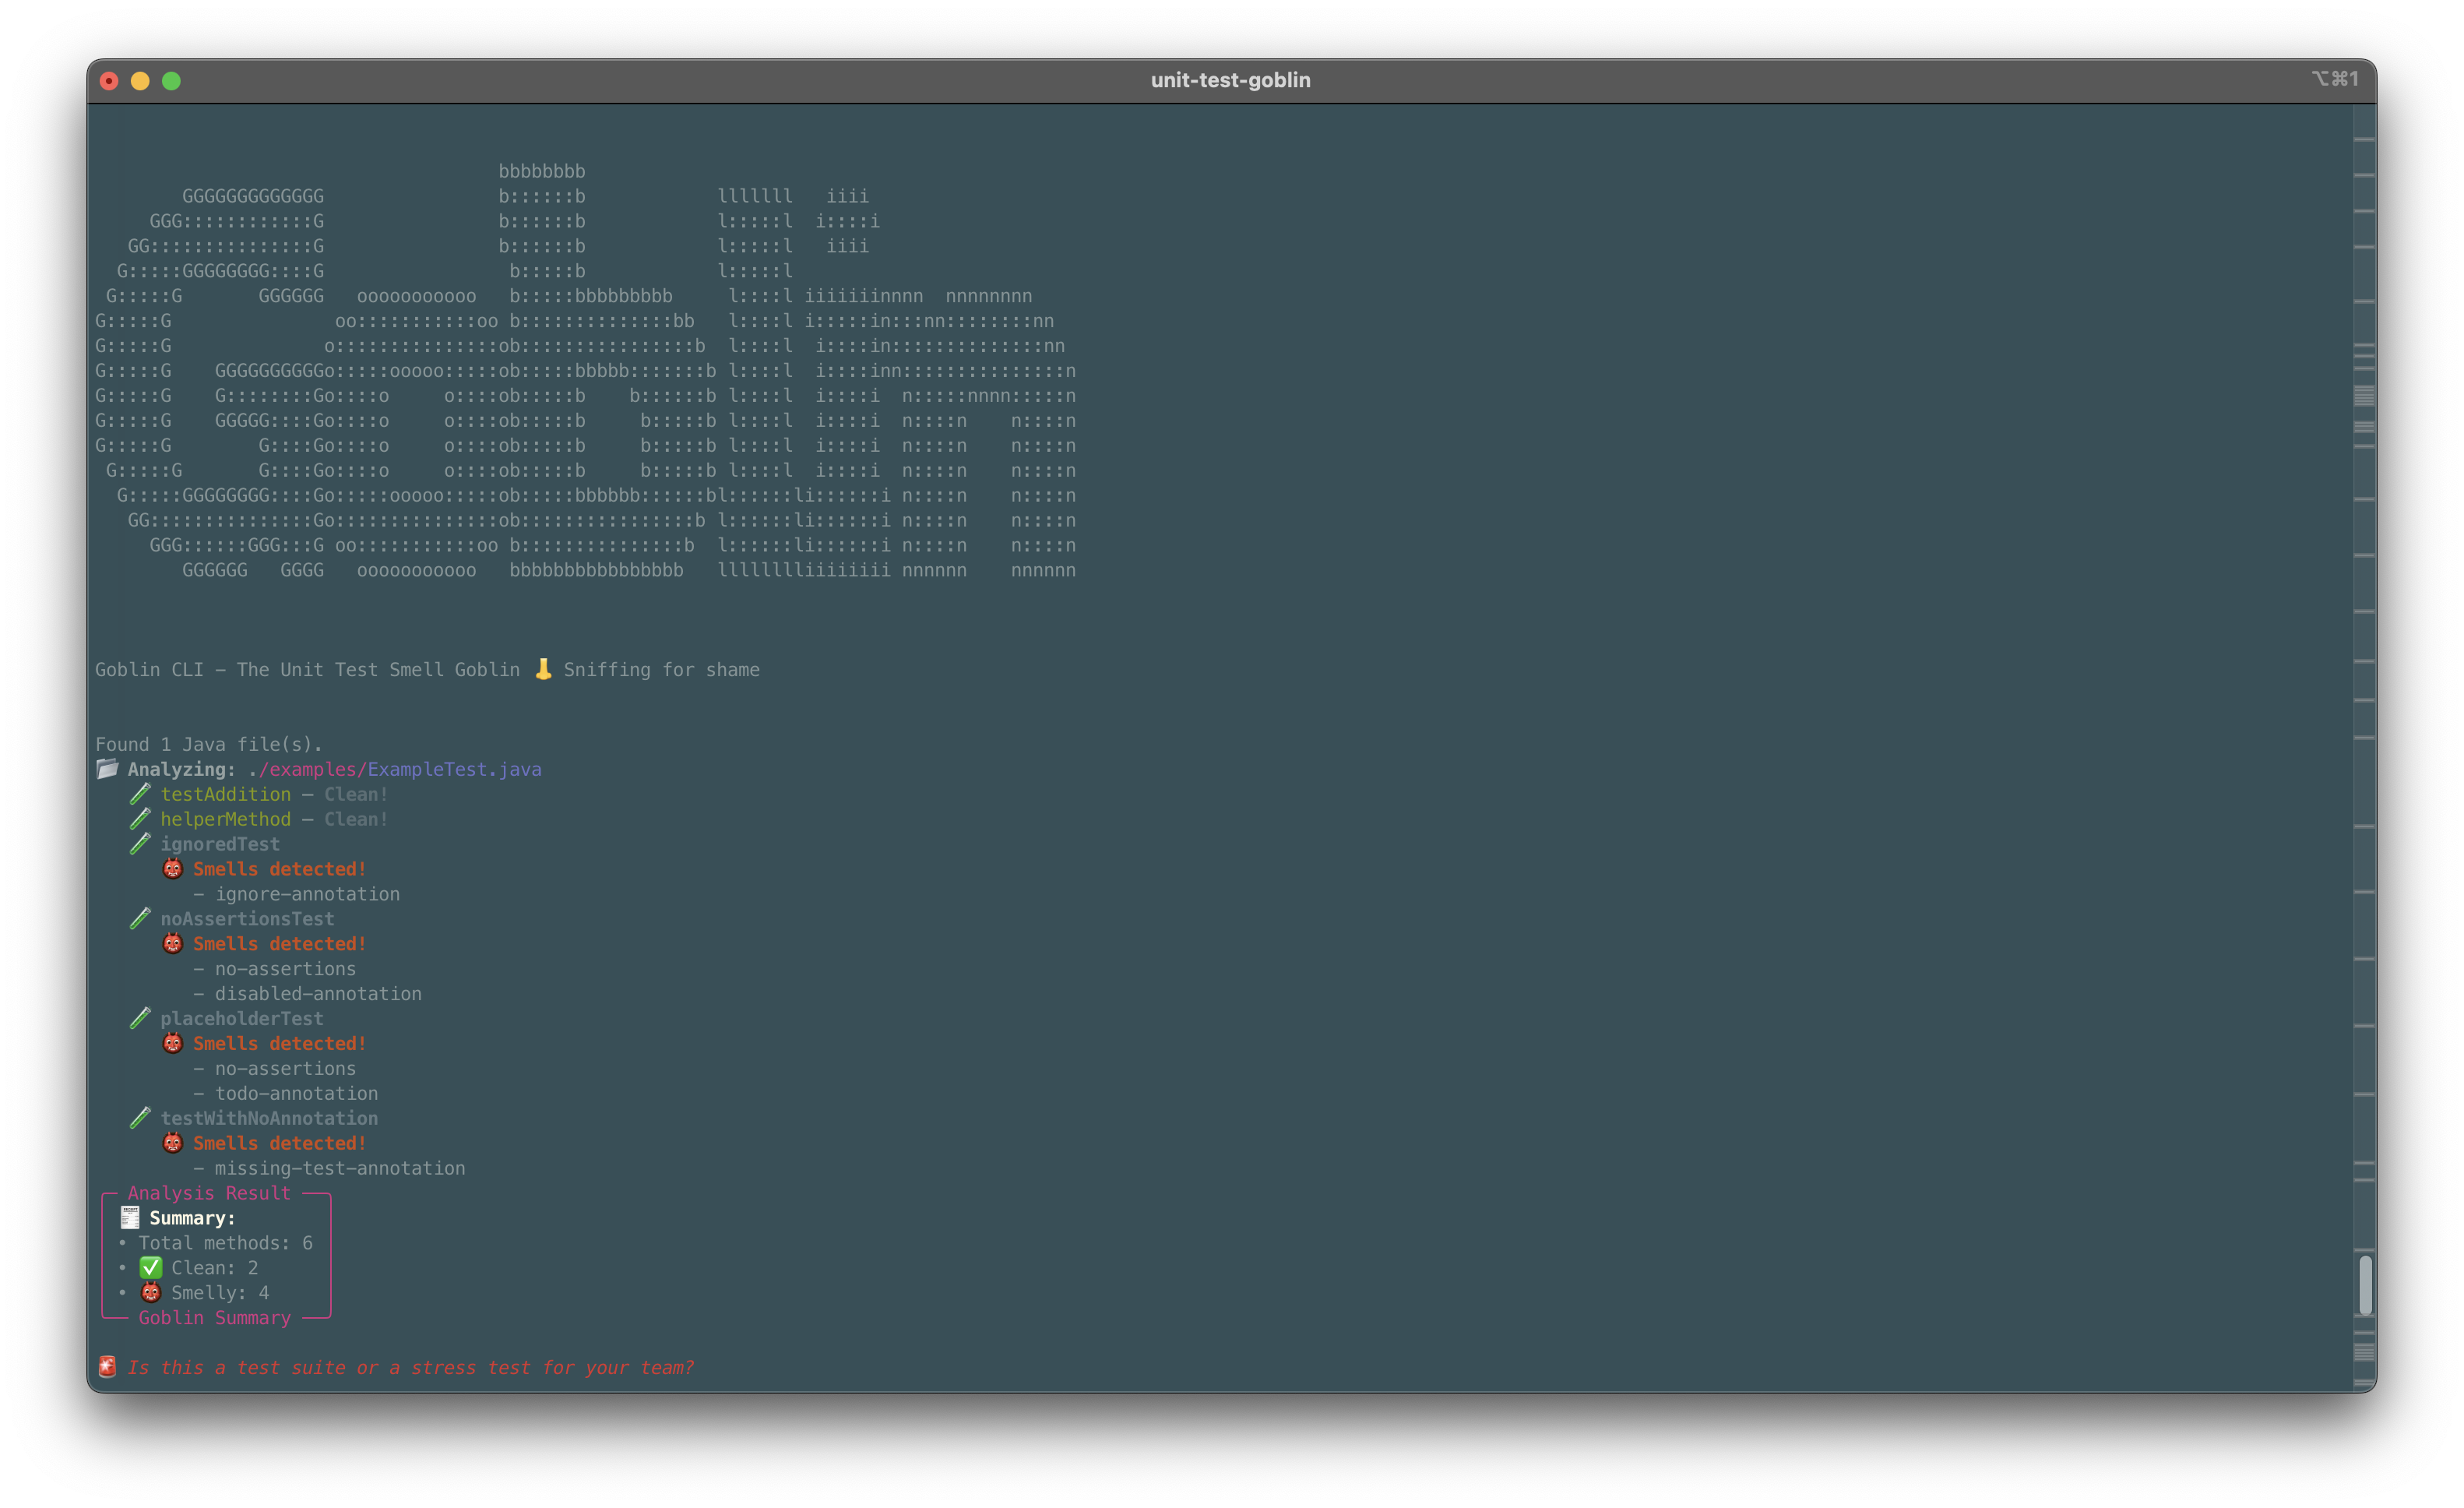 unit-test-goblin
⌥⌘1
                                     bbbbbbbb
        GGGGGGGGGGGGG                b::::::b            lllllll   iiii
     GGG::::::::::::G                b::::::b            l:::::l  i::::i
   GG:::::::::::::::G                b::::::b            l:::::l   iiii
  G:::::GGGGGGGG::::G                 b:::::b            l:::::l
 G:::::G       GGGGGG   ooooooooooo   b:::::bbbbbbbbb     l::::l iiiiiiinnnn  nnnnnnnn
G:::::G               oo:::::::::::oo b::::::::::::::bb   l::::l i:::::in:::nn::::::::nn
G:::::G              o:::::::::::::::ob::::::::::::::::b  l::::l  i::::in::::::::::::::nn
G:::::G    GGGGGGGGGGo:::::ooooo:::::ob:::::bbbbb:::::::b l::::l  i::::inn:::::::::::::::n
G:::::G    G::::::::Go::::o     o::::ob:::::b    b::::::b l::::l  i::::i  n:::::nnnn:::::n
G:::::G    GGGGG::::Go::::o     o::::ob:::::b     b:::::b l::::l  i::::i  n::::n    n::::n
G:::::G        G::::Go::::o     o::::ob:::::b     b:::::b l::::l  i::::i  n::::n    n::::n
 G:::::G       G::::Go::::o     o::::ob:::::b     b:::::b l::::l  i::::i  n::::n    n::::n
  G:::::GGGGGGGG::::Go:::::ooooo:::::ob:::::bbbbbb::::::bl::::::li::::::i n::::n    n::::n
   GG:::::::::::::::Go:::::::::::::::ob::::::::::::::::b l::::::li::::::i n::::n    n::::n
     GGG::::::GGG:::G oo:::::::::::oo b:::::::::::::::b  l::::::li::::::i n::::n    n::::n
        GGGGGG   GGGG   ooooooooooo   bbbbbbbbbbbbbbbb   lllllllliiiiiiii nnnnnn    nnnnnn
Goblin CLI – The Unit Test Smell Goblin 👃 Sniffing for shame
Found 1 Java file(s).
📂 Analyzing: ./examples/ExampleTest.java
🧪 testAddition — Clean!
🧪 helperMethod — Clean!
🧪 ignoredTest
👹 Smells detected!
– ignore-annotation
🧪 noAssertionsTest
👹 Smells detected!
– no-assertions
– disabled-annotation
🧪 placeholderTest
👹 Smells detected!
– no-assertions
– todo-annotation
🧪 testWithNoAnnotation
👹 Smells detected!
– missing-test-annotation
Analysis Result
🧾 Summary:
• Total methods: 6
• ✅ Clean: 2
• 👹 Smelly: 4
Goblin Summary
🚨 Is this a test suite or a stress test for your team?